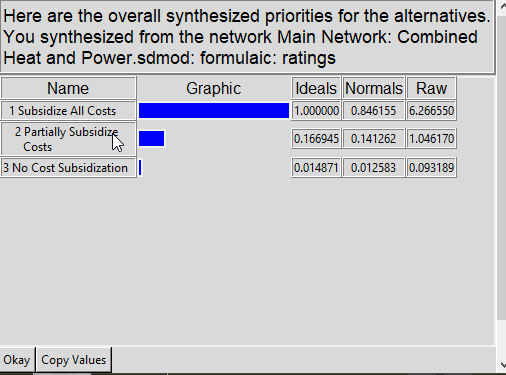 Here are the overall synthesized priorities for the alternatives.
You synthesized from the network Main Network: Combined
Heat and Power.sdmod: formulaic: ratings
Name Graphic Ideals Normals Raw
1 Subsidize All Costs 1.000000 0.846155 6.266550
2 Partially Subsidize
Costs 0.166945 0.141262 1.046170
3 No Cost Subsidization 0.014871 0.012583 0.093189
Okay Copy Values